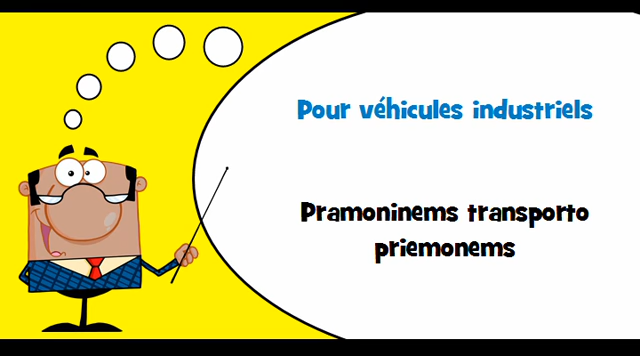 Pour véhicules industriels
Pramoninems transporto
priemonems